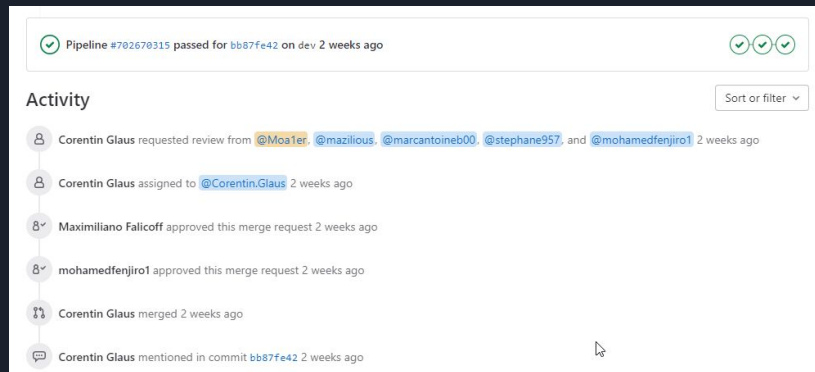 Pipeline #702670315 passed for bb87fe42 on dev 2 weeks ago
Activity
Sort or filter
Corentin Glaus requested review from @Moa1er, @mazilious, @marcantoineb00, @stephane957, and @mohamedfenjiro1 2 weeks ago
Corentin Glaus assigned to @Corentin.Glaus 2 weeks ago
Maximiliano Falicoff approved this merge request 2 weeks ago
mohamedfenjiro1 approved this merge request 2 weeks ago
Corentin Glaus merged 2 weeks ago
Corentin Glaus mentioned in commit bb87fe42 2 weeks ago